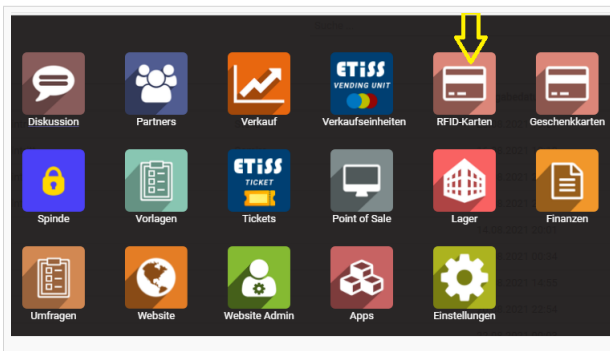 ETiSS
VENDING UNIT
Diskussion
Partners
Verkauf
Verkaufseinheiten
RFID-Karten
Geschenkkarten
ETiSS
TICKET
Spinde
Vorlagen
Tickets
Point of Sale
Lager
Finanzen
Umfragen
Website
Website Admin
Apps
Einstellungen